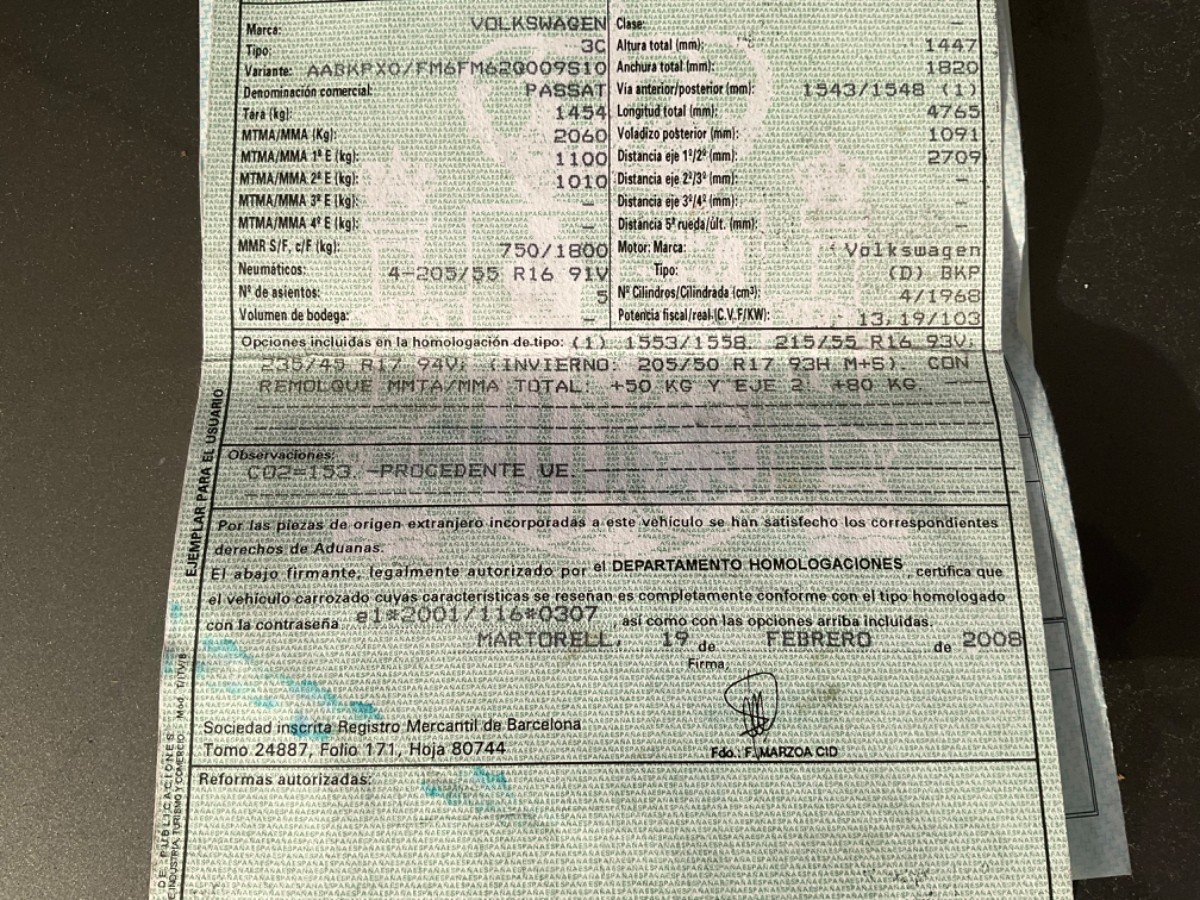 Marca: VOLKSWAGEN
Tipo: 3C
Variante: AABKPX0/FM6FM62Q009S10
Denominación comercial: PASSAT
Tara (kg): 1454
MTMA/MMA (Kg): 2060
MTMA/MMA 1º E (kg): 1100
MTMA/MMA 2º E (kg): 1010
MTMA/MMA 3º E (kg): —
MTMA/MMA 4º E (kg): —
MMR S/F, c/F (kg): 750/1800
Neumáticos: 4-205/55 R16 91V
Nº de asientos: 5
Volumen de bodega: —
Clase: —
Altura total (mm): 1447
Anchura total (mm): 1820
Vía anterior/posterior (mm): 1543/1548 (1)
Longitud total (mm): 4765
Voladizo posterior (mm): 1091
Distancia eje 1º/2º (mm): 2709
Distancia eje 2º/3º (mm): —
Distancia eje 3º/4º (mm): —
Distancia 5ª rueda/últ. (mm): —
Motor: Marca: Volkswagen
Tipo: (D) BKP
Nº Cilindros/Cilindrada (cm³): 4/1968
Potencia fiscal/real (C.V.F/KW): 13,19/103
Opciones incluidas en la homologación de tipo: (1) 1553/1558. 215/55 R16 93V;
235/45 R17 94V; (INVIERNO: 205/50 R17 93H M+S). CON
REMOLQUE MMTA/MMA TOTAL: +50 KG Y EJE 2: +80 KG.
Observaciones:
CO2=153. -PROCEDENTE UE
Por las piezas de origen extranjero incorporadas a este vehículo se han satisfecho los correspondientes
derechos de Aduanas.
El abajo firmante, legalmente autorizado por el DEPARTAMENTO HOMOLOGACIONES, certifica que
el vehículo carrozado cuyas características se reseñan es completamente conforme con el tipo homologado
con la contraseña e1*2001/116*0307, así como con las opciones arriba incluidas.
MARTORELL, 19 de FEBRERO de 2008
Firma,
Fdo.: F. MARZOA CID
Sociedad inscrita Registro Mercantil de Barcelona
Tomo 24887, Folio 171, Hoja 80744
Reformas autorizadas:
EJEMPLAR PARA EL USUARIO
DE PUBLICACIONES
E INDUSTRIA, TURISMO Y COMERCIO Mód. T/ITV/B